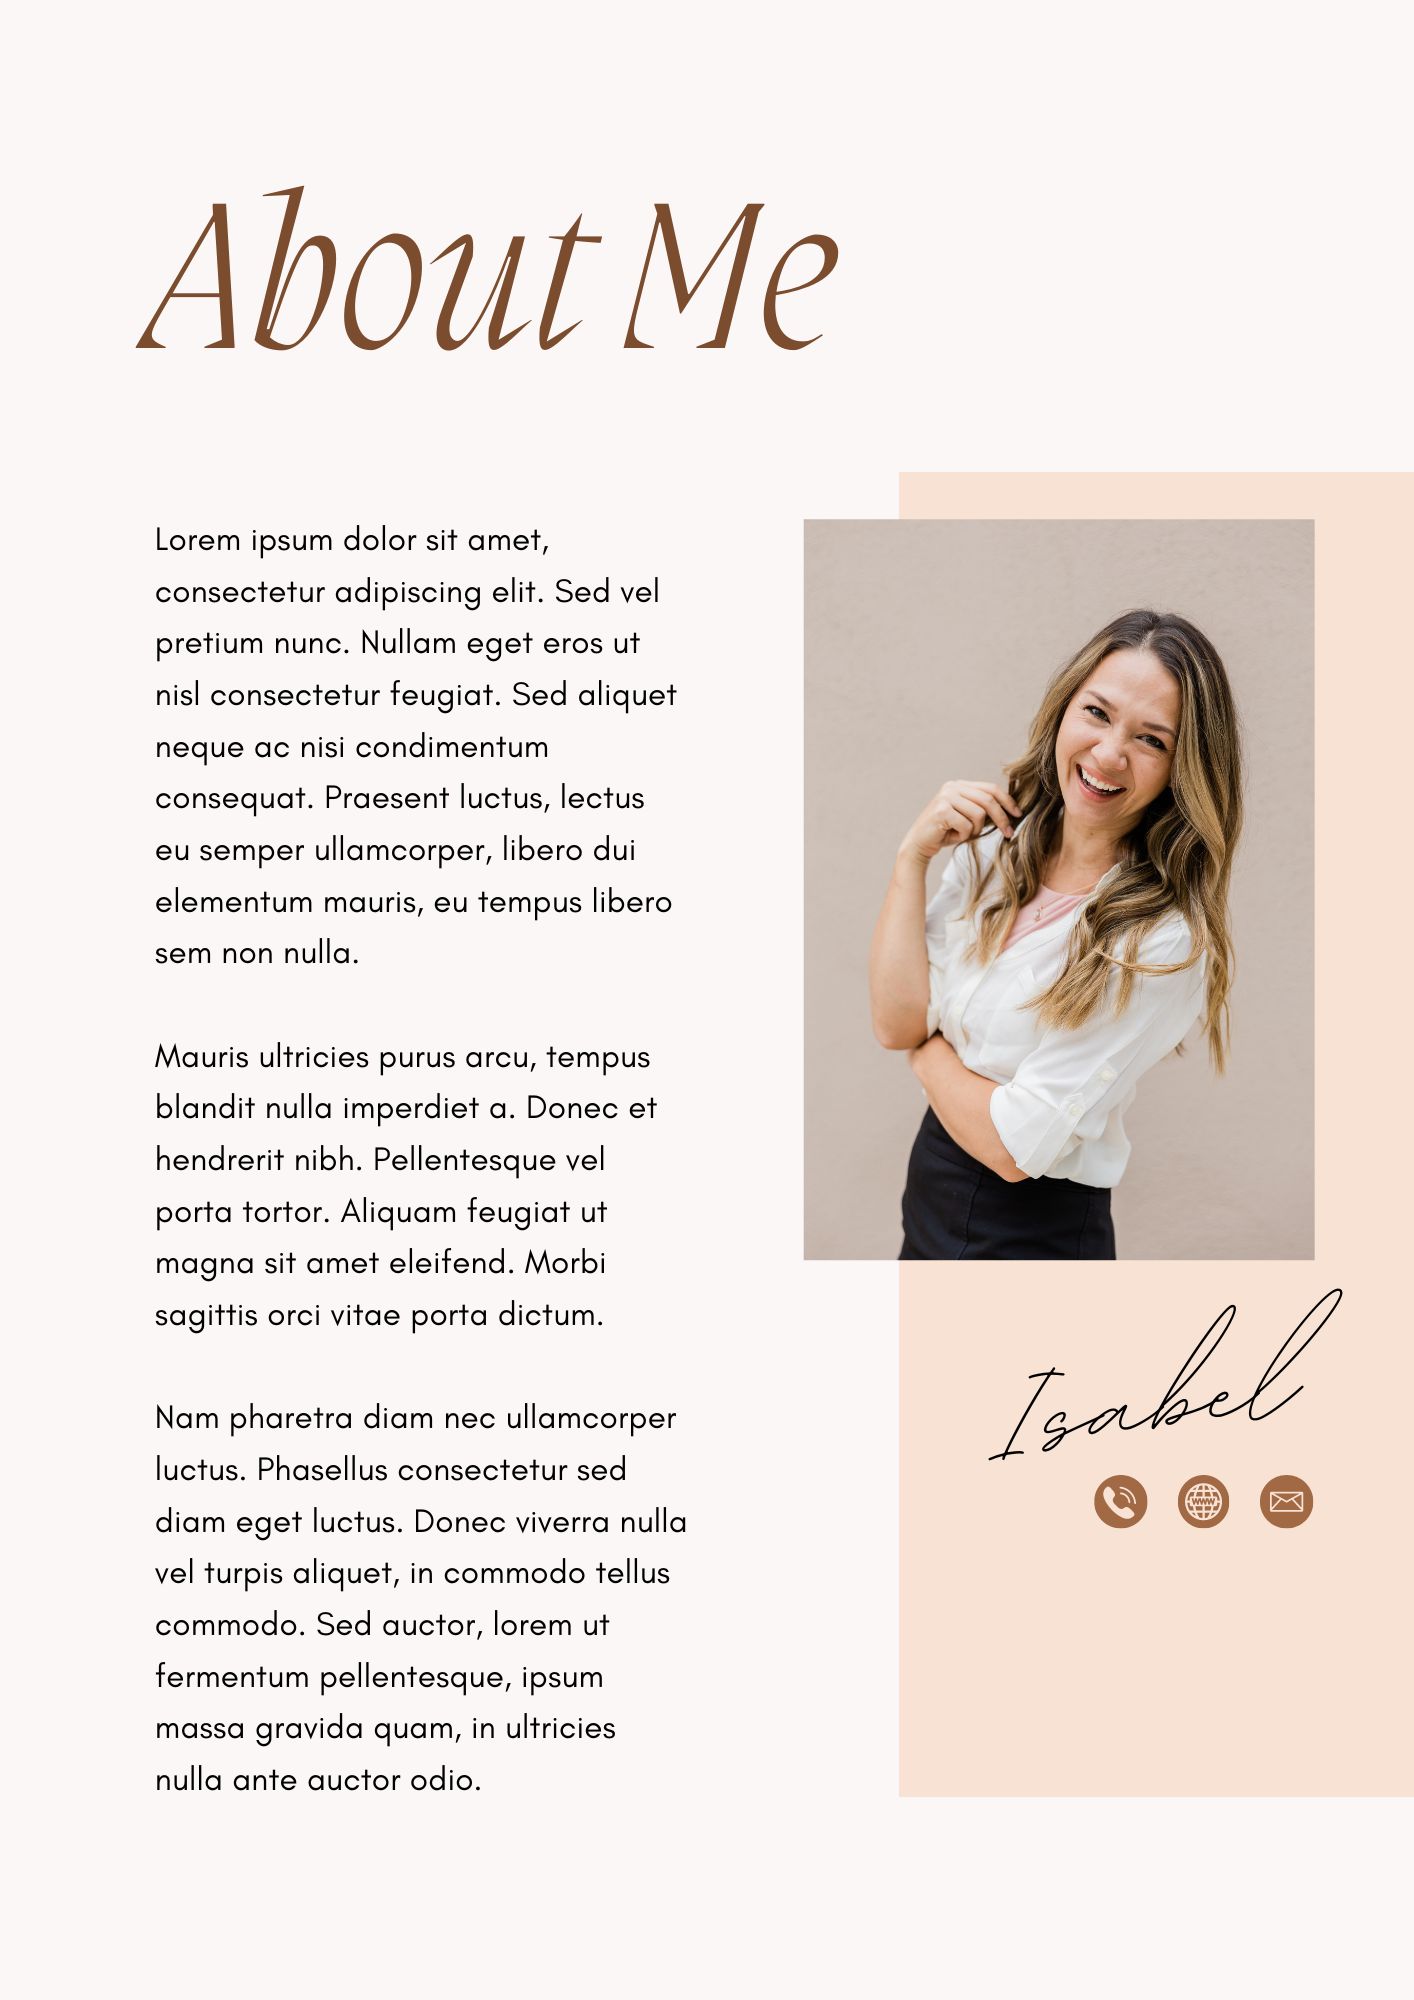 About Me
Lorem ipsum dolor sit amet,
consectetur adipiscing elit. Sed vel
pretium nunc. Nullam eget eros ut
nisl consectetur feugiat. Sed aliquet
neque ac nisi condimentum
consequat. Praesent luctus, lectus
eu semper ullamcorper, libero dui
elementum mauris, eu tempus libero
sem non nulla.
Mauris ultricies purus arcu, tempus
blandit nulla imperdiet a. Donec et
hendrerit nibh. Pellentesque vel
porta tortor. Aliquam feugiat ut
magna sit amet eleifend. Morbi
sagittis orci vitae porta dictum.
Nam pharetra diam nec ullamcorper
luctus. Phasellus consectetur sed
diam eget luctus. Donec viverra nulla
vel turpis aliquet, in commodo tellus
commodo. Sed auctor, lorem ut
fermentum pellentesque, ipsum
massa gravida quam, in ultricies
nulla ante auctor odio.
Isabel
www